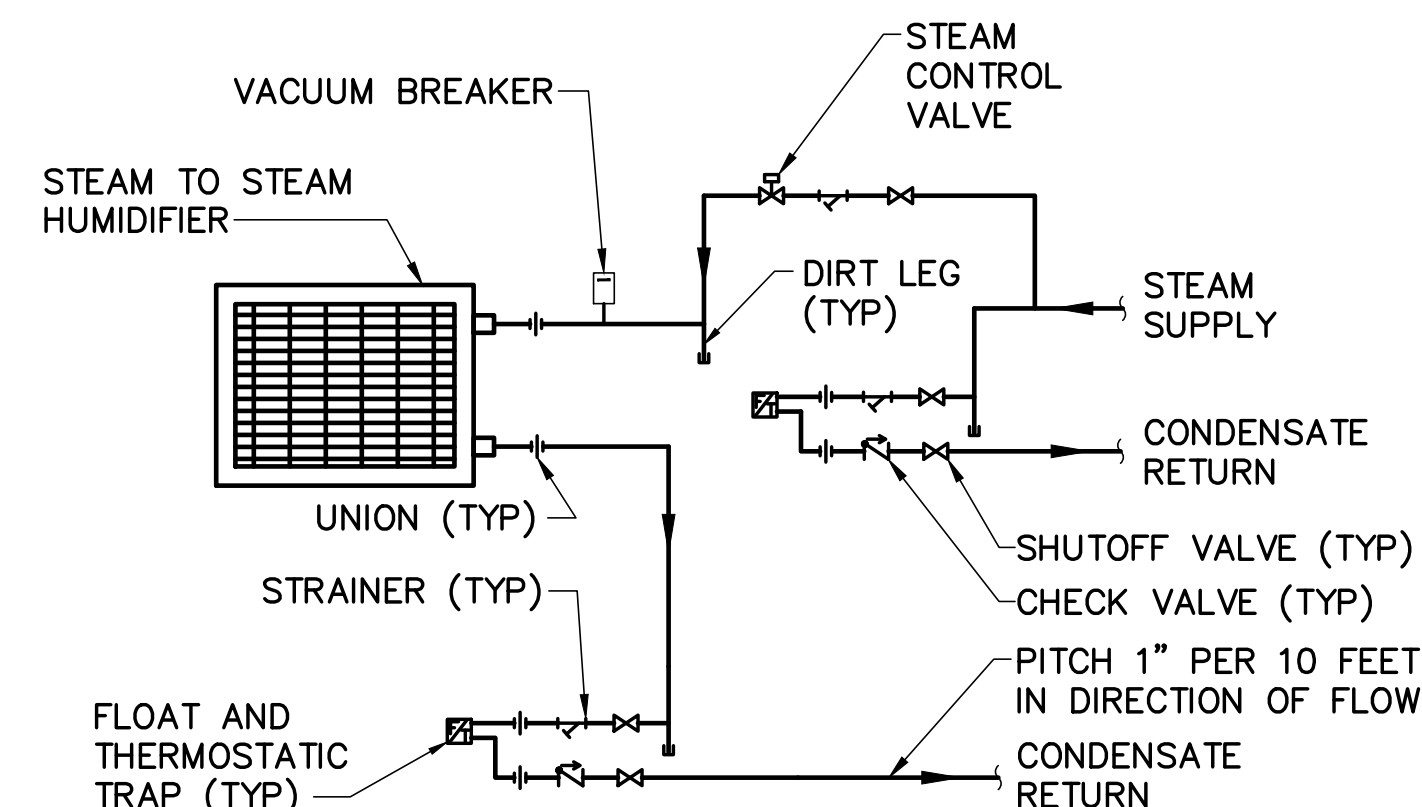 STEAM
CONTROL
VALVE
VACUUM BREAKER
STEAM TO STEAM
HUMIDIFIER
DIRT LEG
(TYP)
STEAM
SUPPLY
F
T
CONDENSATE
RETURN
UNION (TYP)
SHUTOFF VALVE (TYP)
STRAINER (TYP)
CHECK VALVE (TYP)
PITCH 1” PER 10 FEET
IN DIRECTION OF FLOW
FLOAT AND
THERMOSTATIC
TRAP (TYP)
F
T
CONDENSATE
RETURN